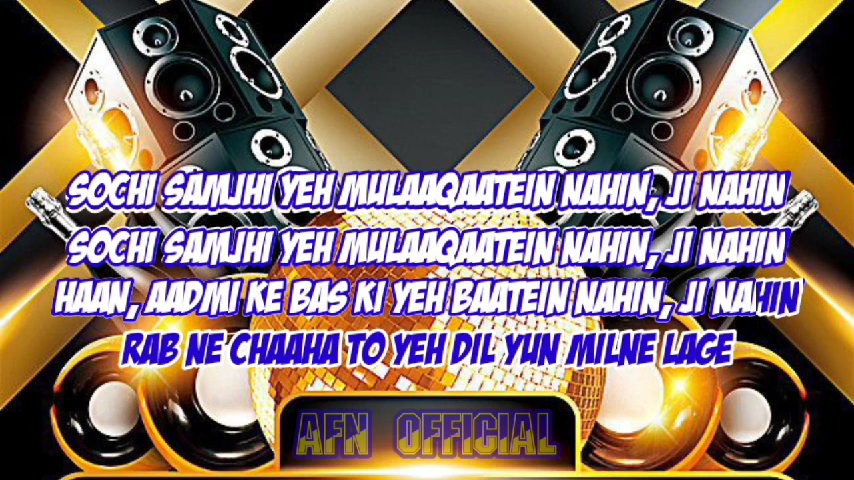 SOCHI SAMJHI YEH MULAAQAATEIN NAHIN, JI NAHIN
SOCHI SAMJHI YEH MULAAQAATEIN NAHIN, JI NAHIN
HAAN, AADMI KE BAS KI YEH BAATEIN NAHIN, JI NAHIN
RAB NE CHAAHA TO YEH DIL YUN MILNE LAGE
AFN OFFICIAL